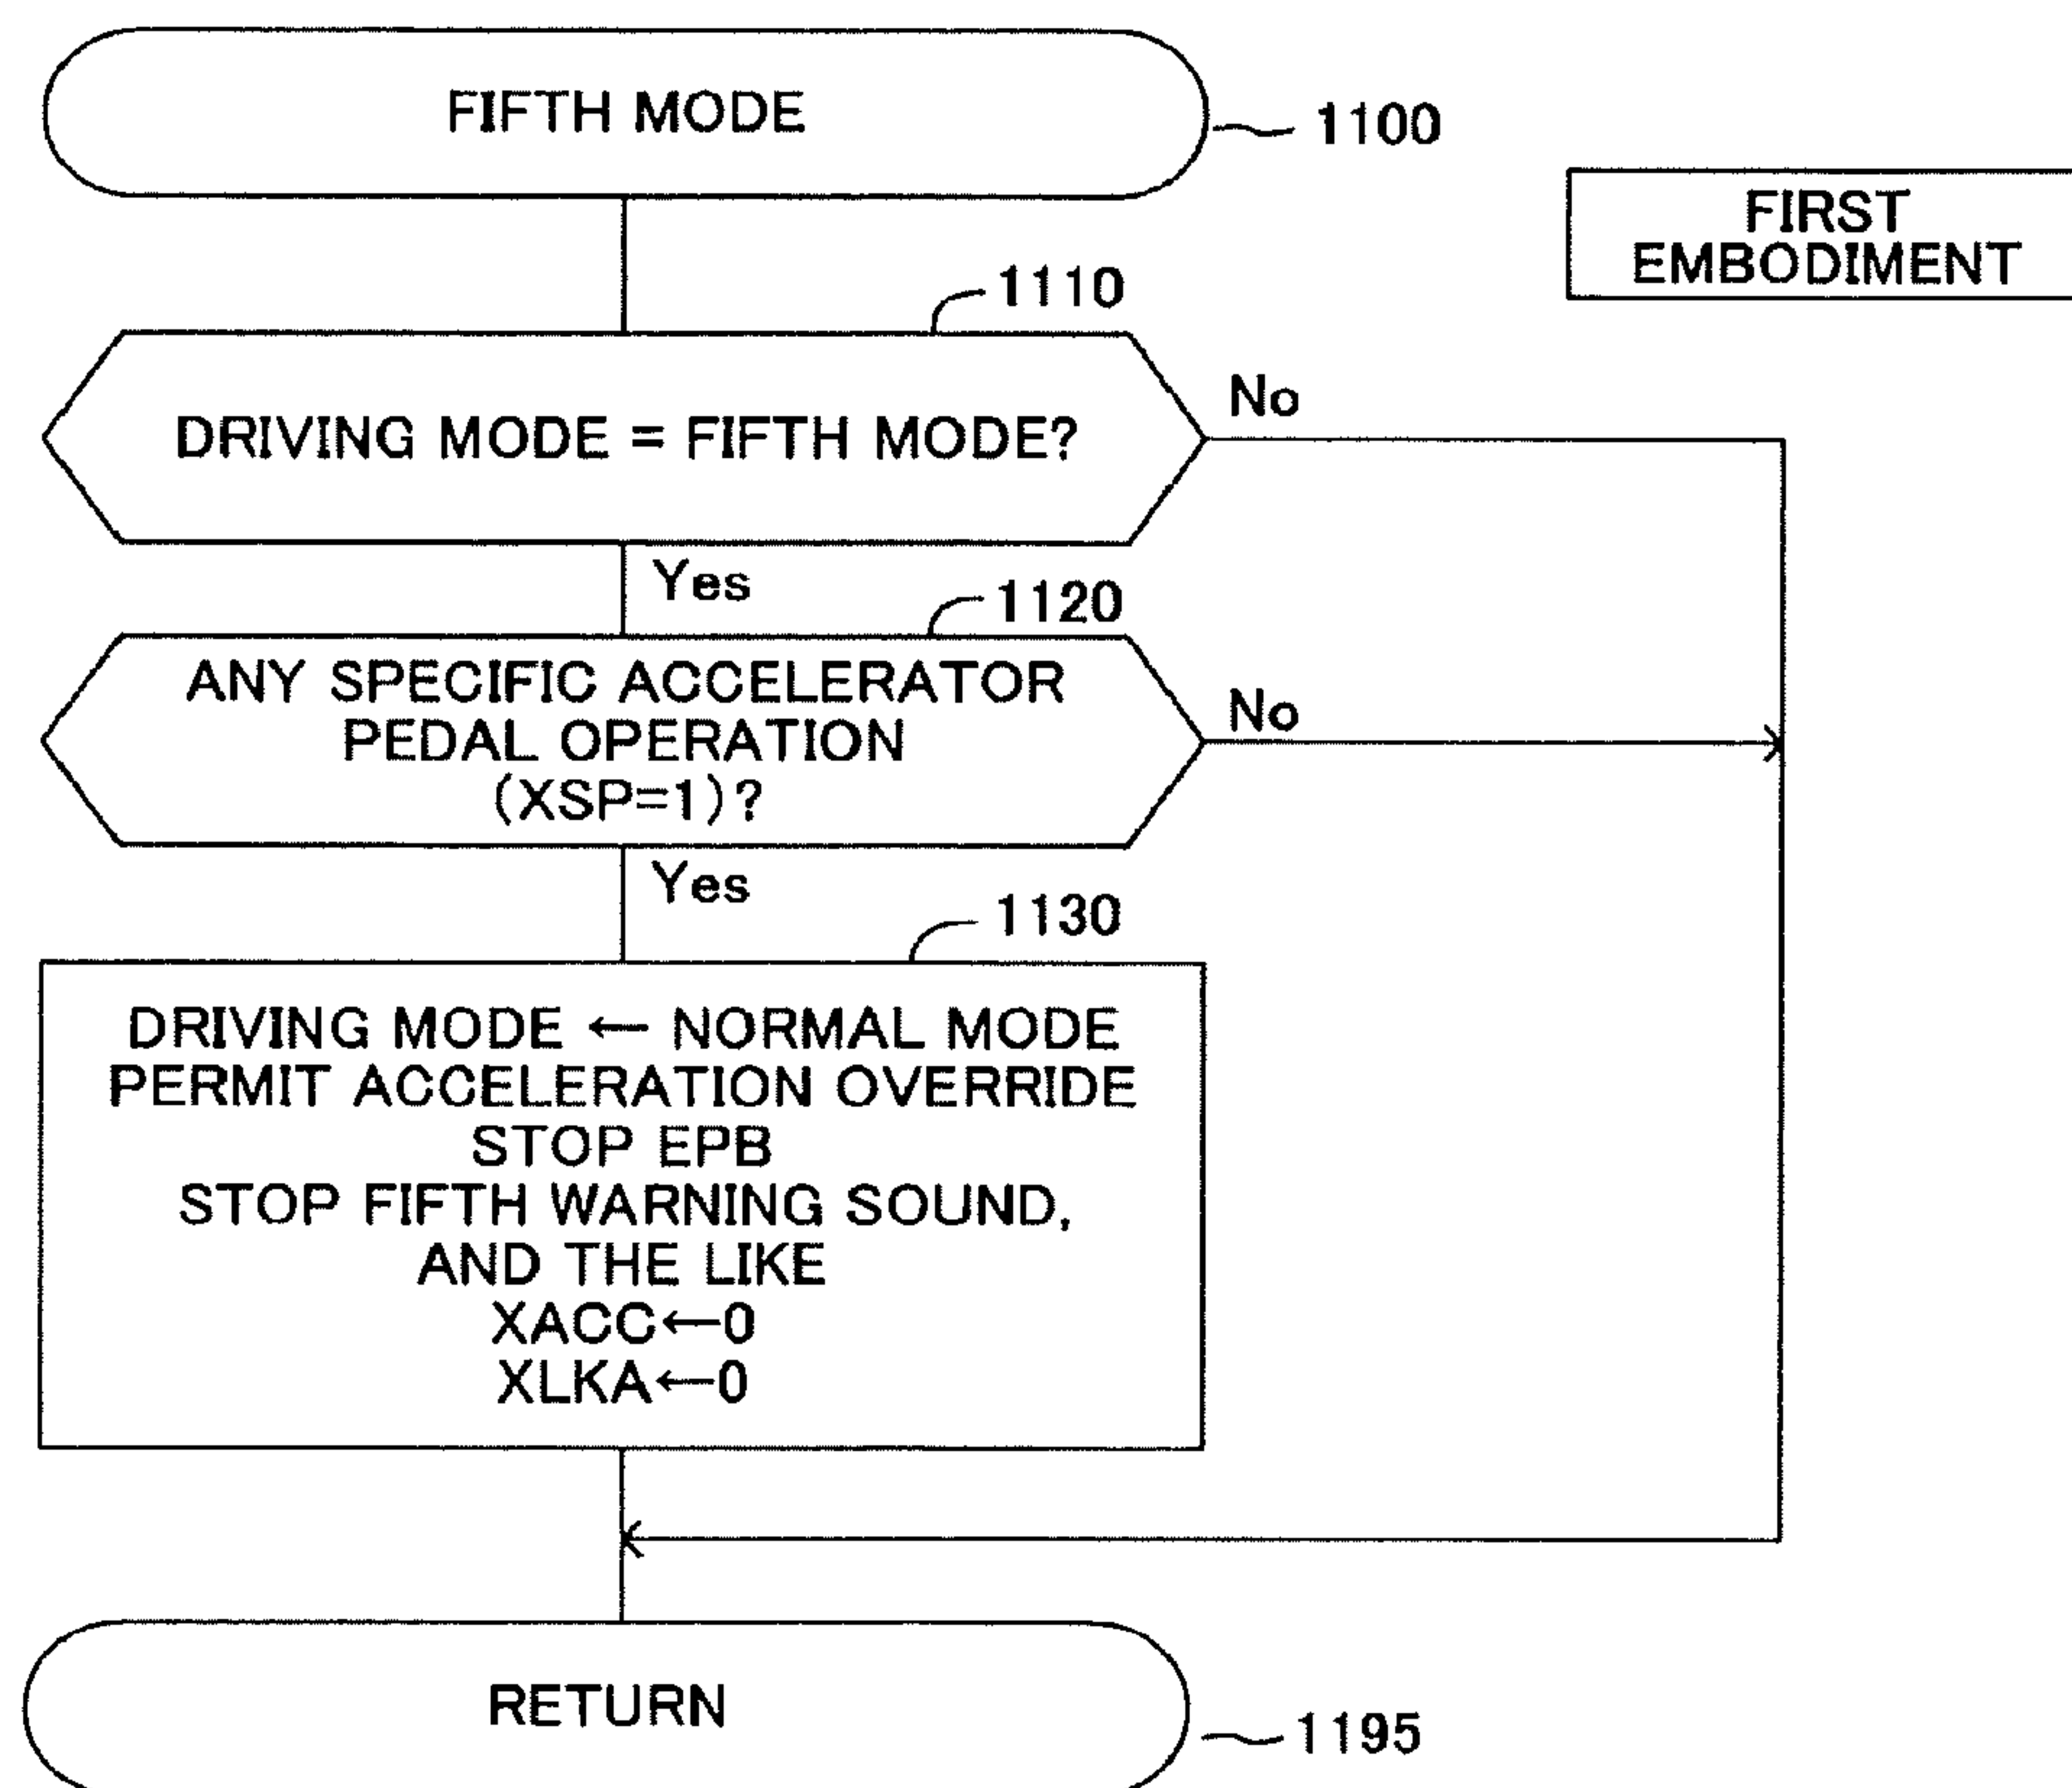 FIFTH MODE
1100
FIRST
EMBODIMENT
1110
DRIVING MODE = FIFTH MODE?
No
Yes
1120
ANY SPECIFIC ACCELERATOR
PEDAL OPERATION
(XSP=1)?
No
Yes
1130
DRIVING MODE ← NORMAL MODE
PERMIT ACCELERATION OVERRIDE
STOP EPB
STOP FIFTH WARNING SOUND,
AND THE LIKE
XACC←0
XLKA←0
RETURN
1195